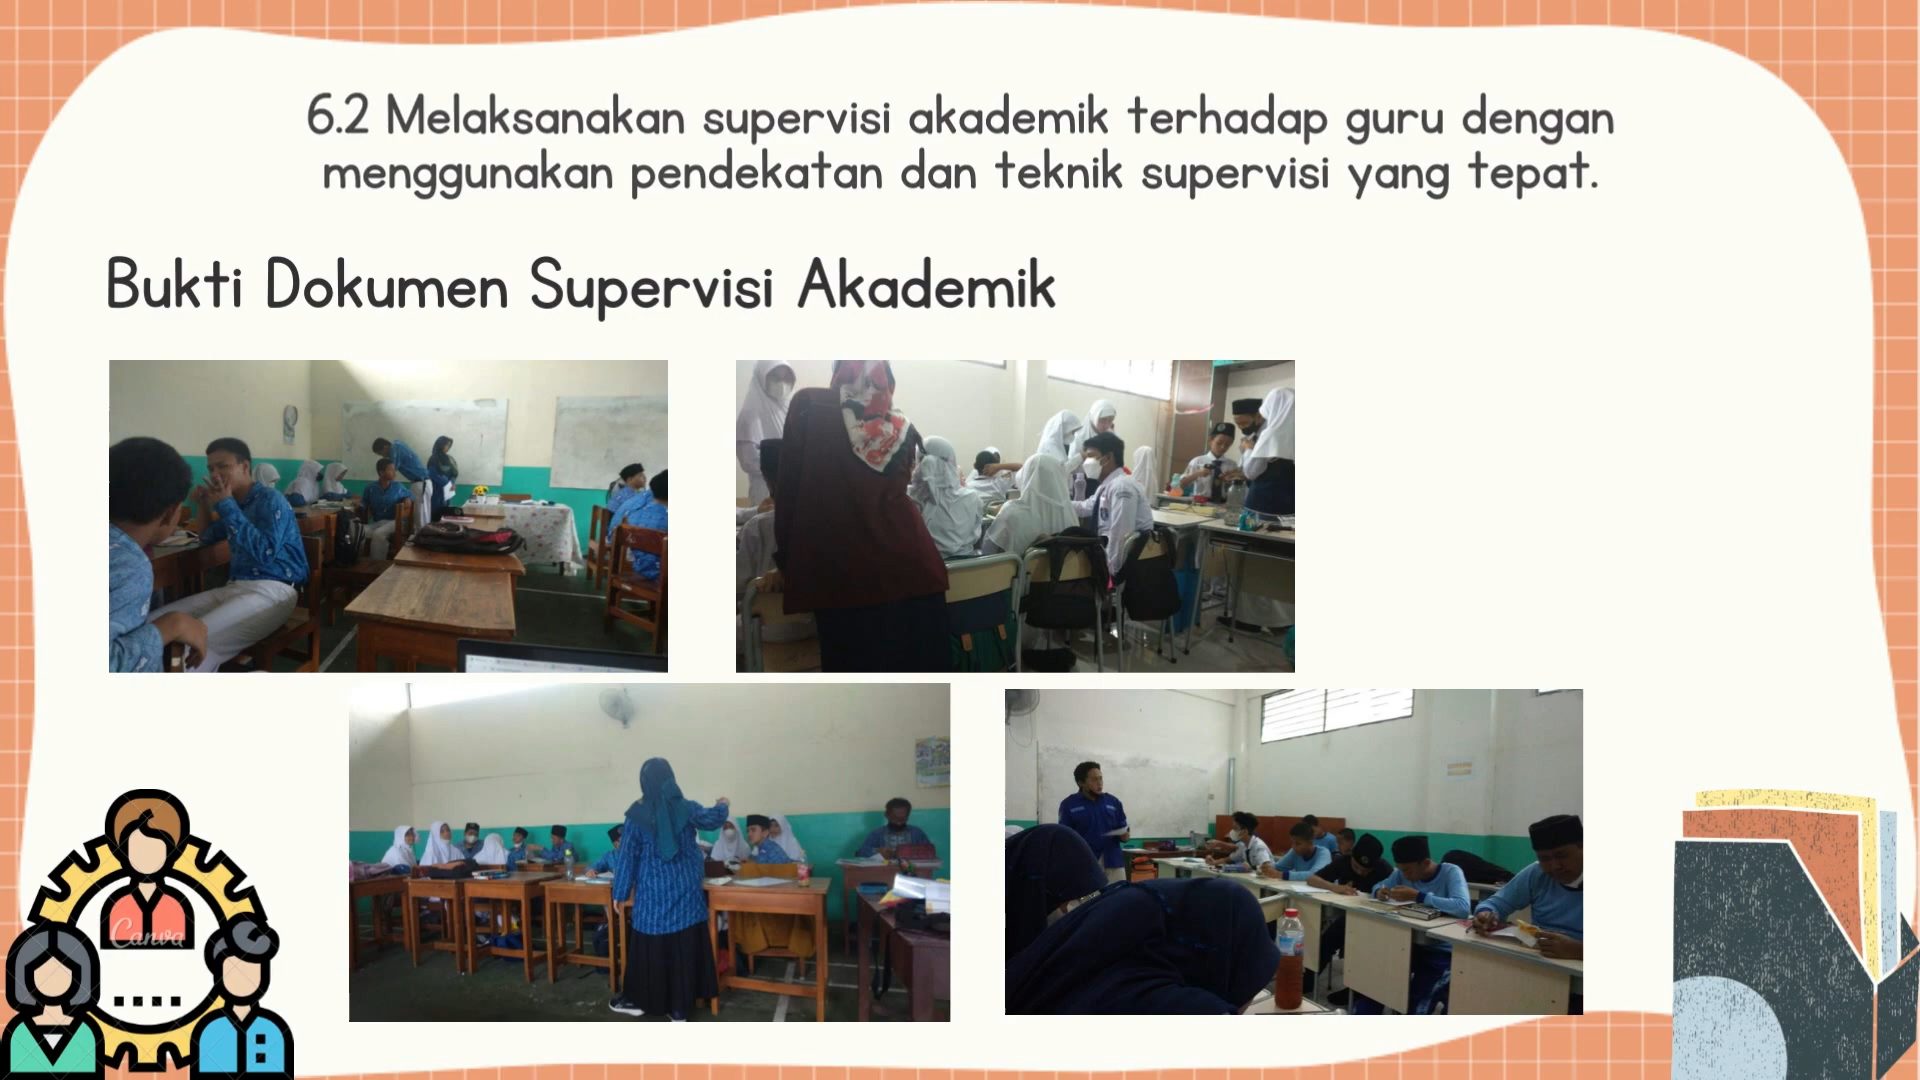 6.2 Melaksanakan supervisi akademik terhadap guru dengan
menggunakan pendekatan dan teknik supervisi yang tepat.
Bukti Dokumen Supervisi Akademik
Canva